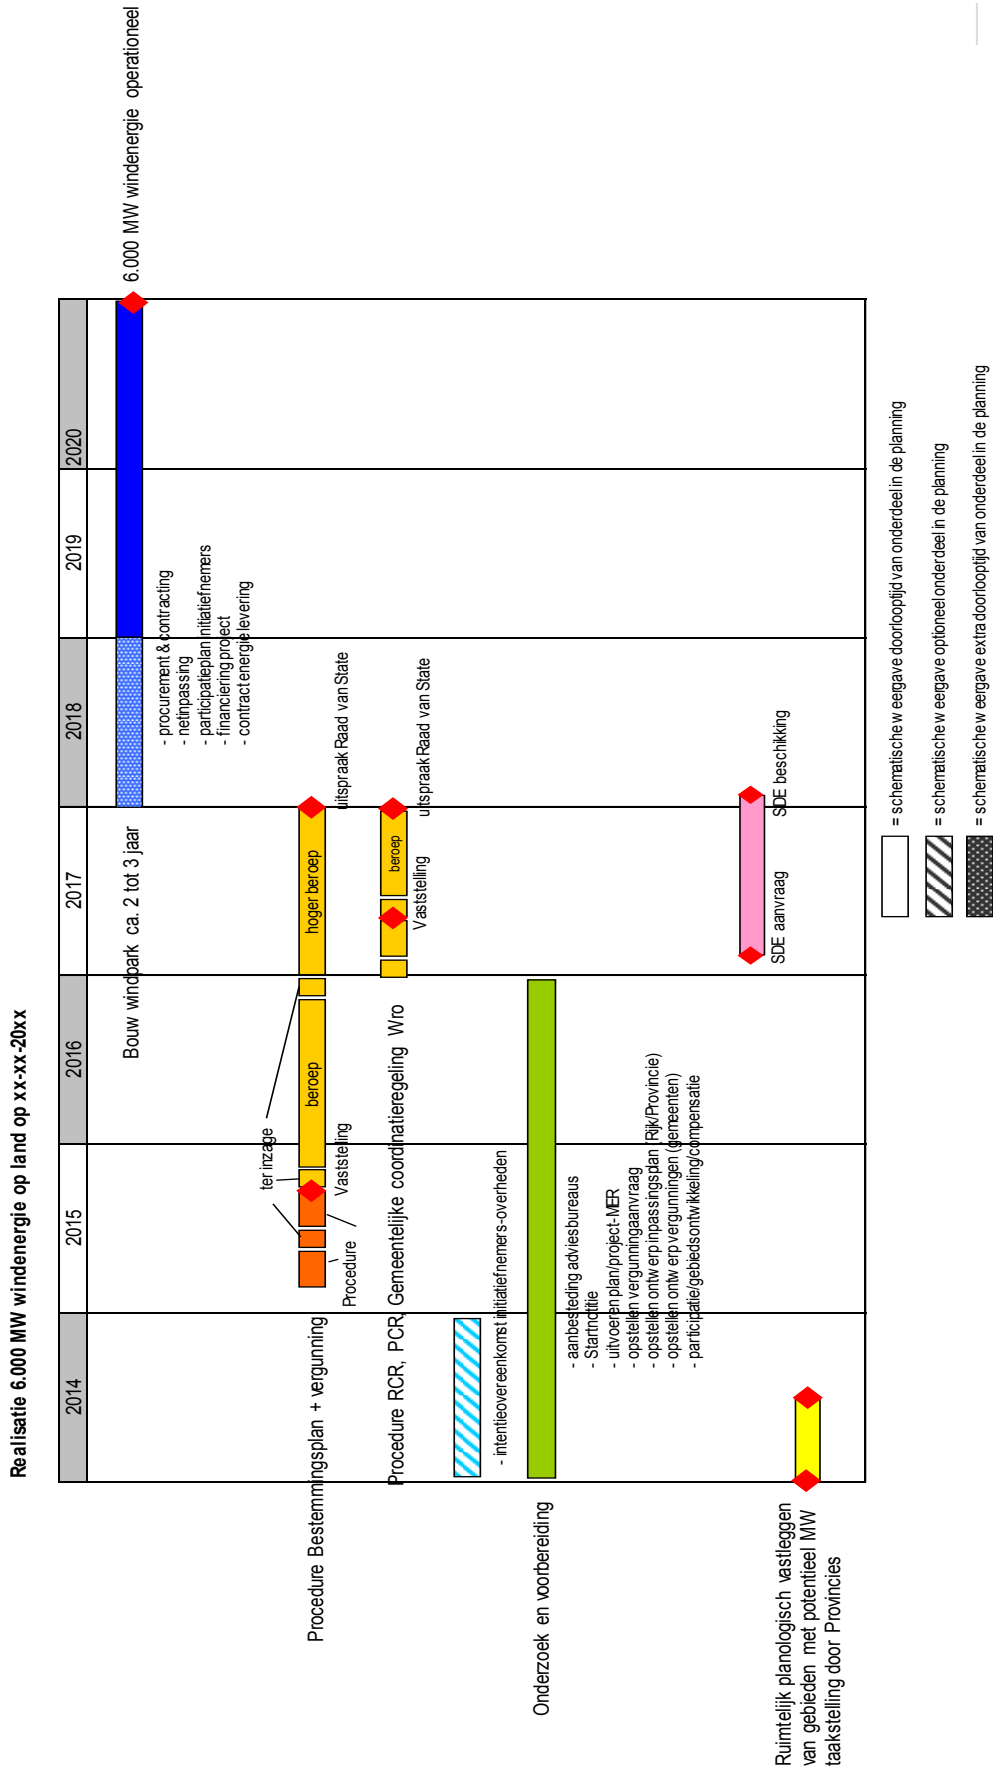 Realisatie 6.000 MW windenergie op land op xx-xx-20xx
2014
2015
2016
2017
2018
2019
2020
Bouw windpark ca. 2 tot 3 jaar
6.000 MW windenergie operationeel
- procurement & contracting
- netinpassing
- participatieplan initiatiefnemers
- financiering project
- contract energie levering
ter inzage
Procedure Bestemmingsplan + vergunning
beroep
hoger beroep
Procedure
Vaststelling
uitspraak Raad van State
Procedure RCR, PCR, Gemeentelijke coordinatieregeling Wro
beroep
Vaststelling
uitspraak Raad van State
- intentieovereenkomst initiatiefnemers-overheden
Onderzoek en voorbereiding
- aanbesteding adviesbureaus
- Startnotitie
- uitvoeren plan/project-MER
- opstellen vergunningaanvraag
- opstellen ontwerp inpassingsplan (Rijk/Provincie)
- opstellen ontwerp vergunningen (gemeenten)
- participatie/gebiedsontwikkeling/compensatie
SDE aanvraag
SDE beschikking
Ruimtelijk planologisch vastleggen
van gebieden met potentieel MW
taakstelling door Provincies
= schematische weergave doorlooptijd van onderdeel in de planning
= schematische weergave optioneel onderdeel in de planning
= schematische weergave extra doorlooptijd van onderdeel in de planning